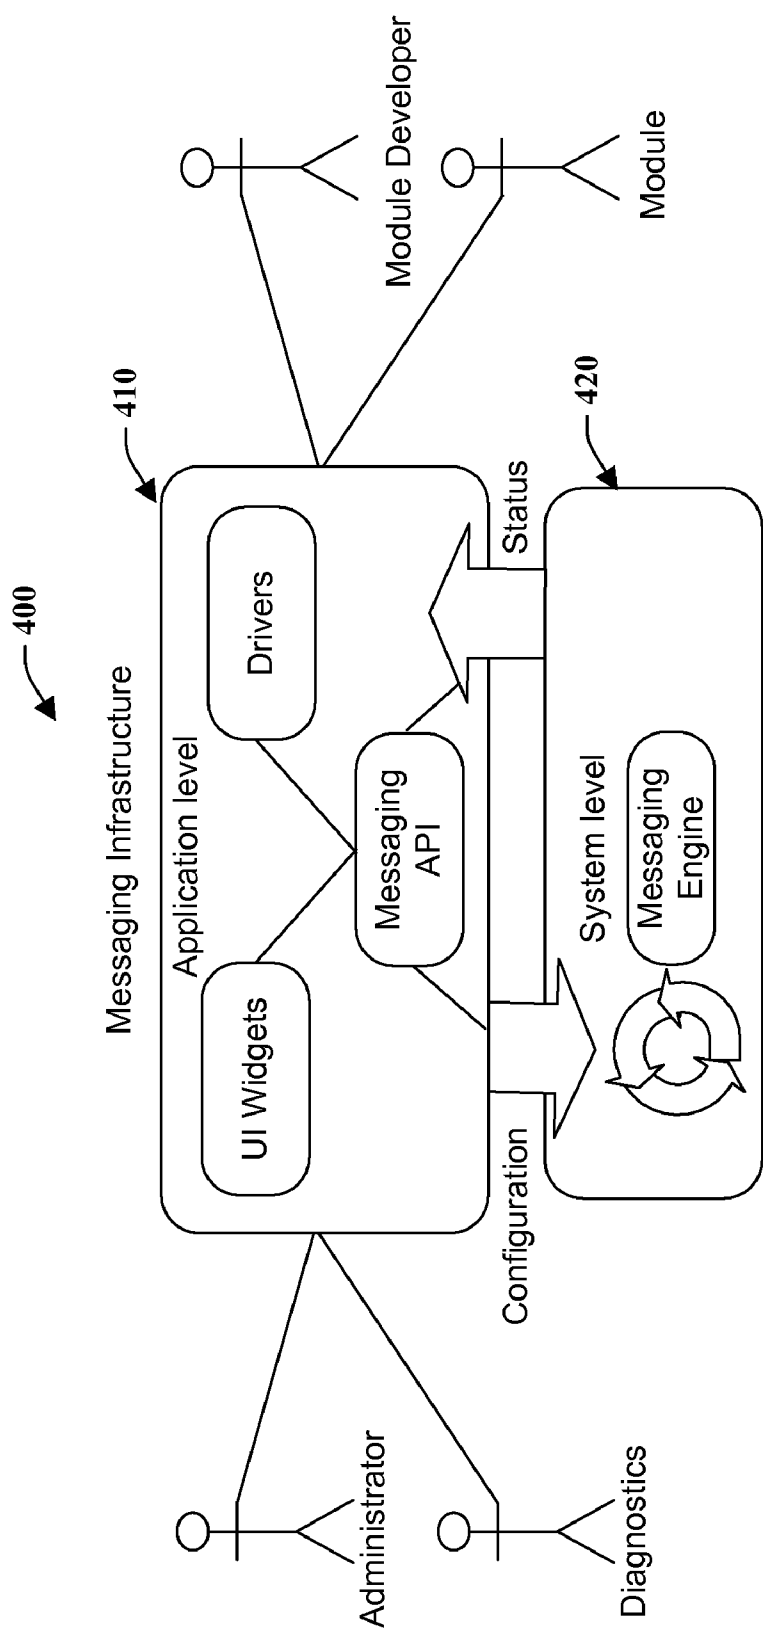 400
Messaging Infrastructure
410
Application level
UI Widgets
Drivers
Messaging
API
Administrator
Module Developer
Configuration
Status
420
System level
Messaging
Engine
Diagnostics
Module